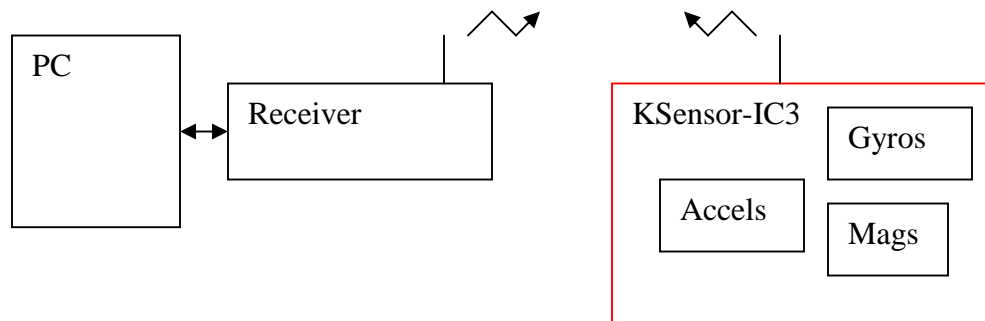 PC
Receiver
KSensor-IC3
Gyros
Accels
Mags